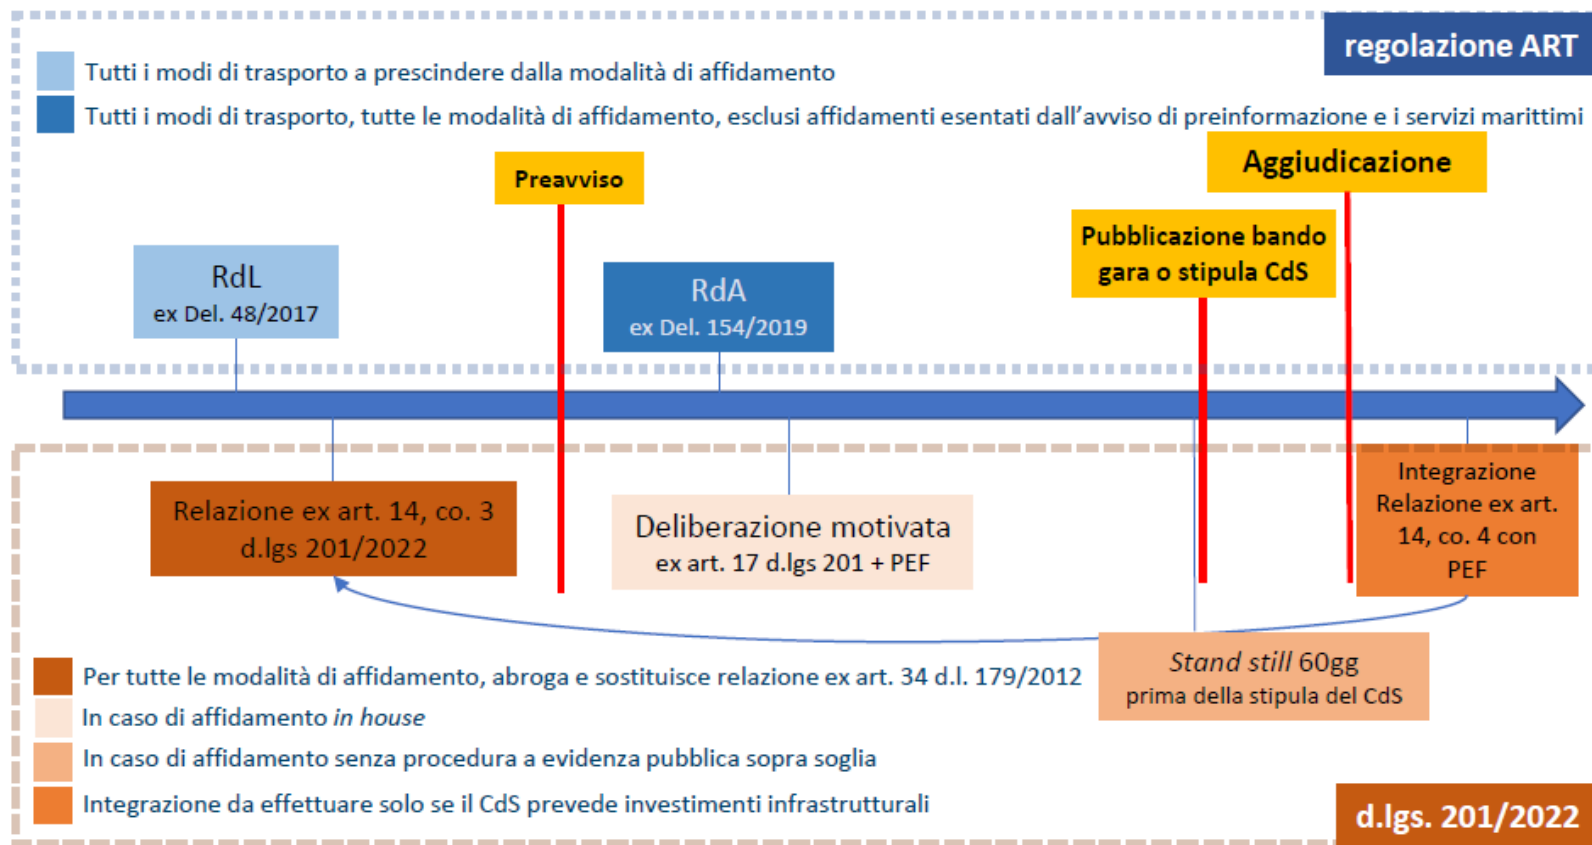 regolazione ART
Tutti i modi di trasporto a prescindere dalla modalità di affidamento
Tutti i modi di trasporto, tutte le modalità di affidamento, esclusi affidamenti esentati dall'avviso di preinformazione e i servizi marittimi
Preavviso
Aggiudicazione
Pubblicazione bando
gara o stipula CdS
RdL
ex Del. 48/2017
RdA
ex Del. 154/2019
Relazione ex art. 14, co. 3
d.lgs 201/2022
Deliberazione motivata
ex art. 17 d.lgs 201 + PEF
Integrazione
Relazione ex art.
14, co. 4 con
PEF
Stand still 60gg
prima della stipula del CdS
Per tutte le modalità di affidamento, abroga e sostituisce relazione ex art. 34 d.l. 179/2012
In caso di affidamento in house
In caso di affidamento senza procedura a evidenza pubblica sopra soglia
Integrazione da effettuare solo se il CdS prevede investimenti infrastrutturali
d.lgs. 201/2022